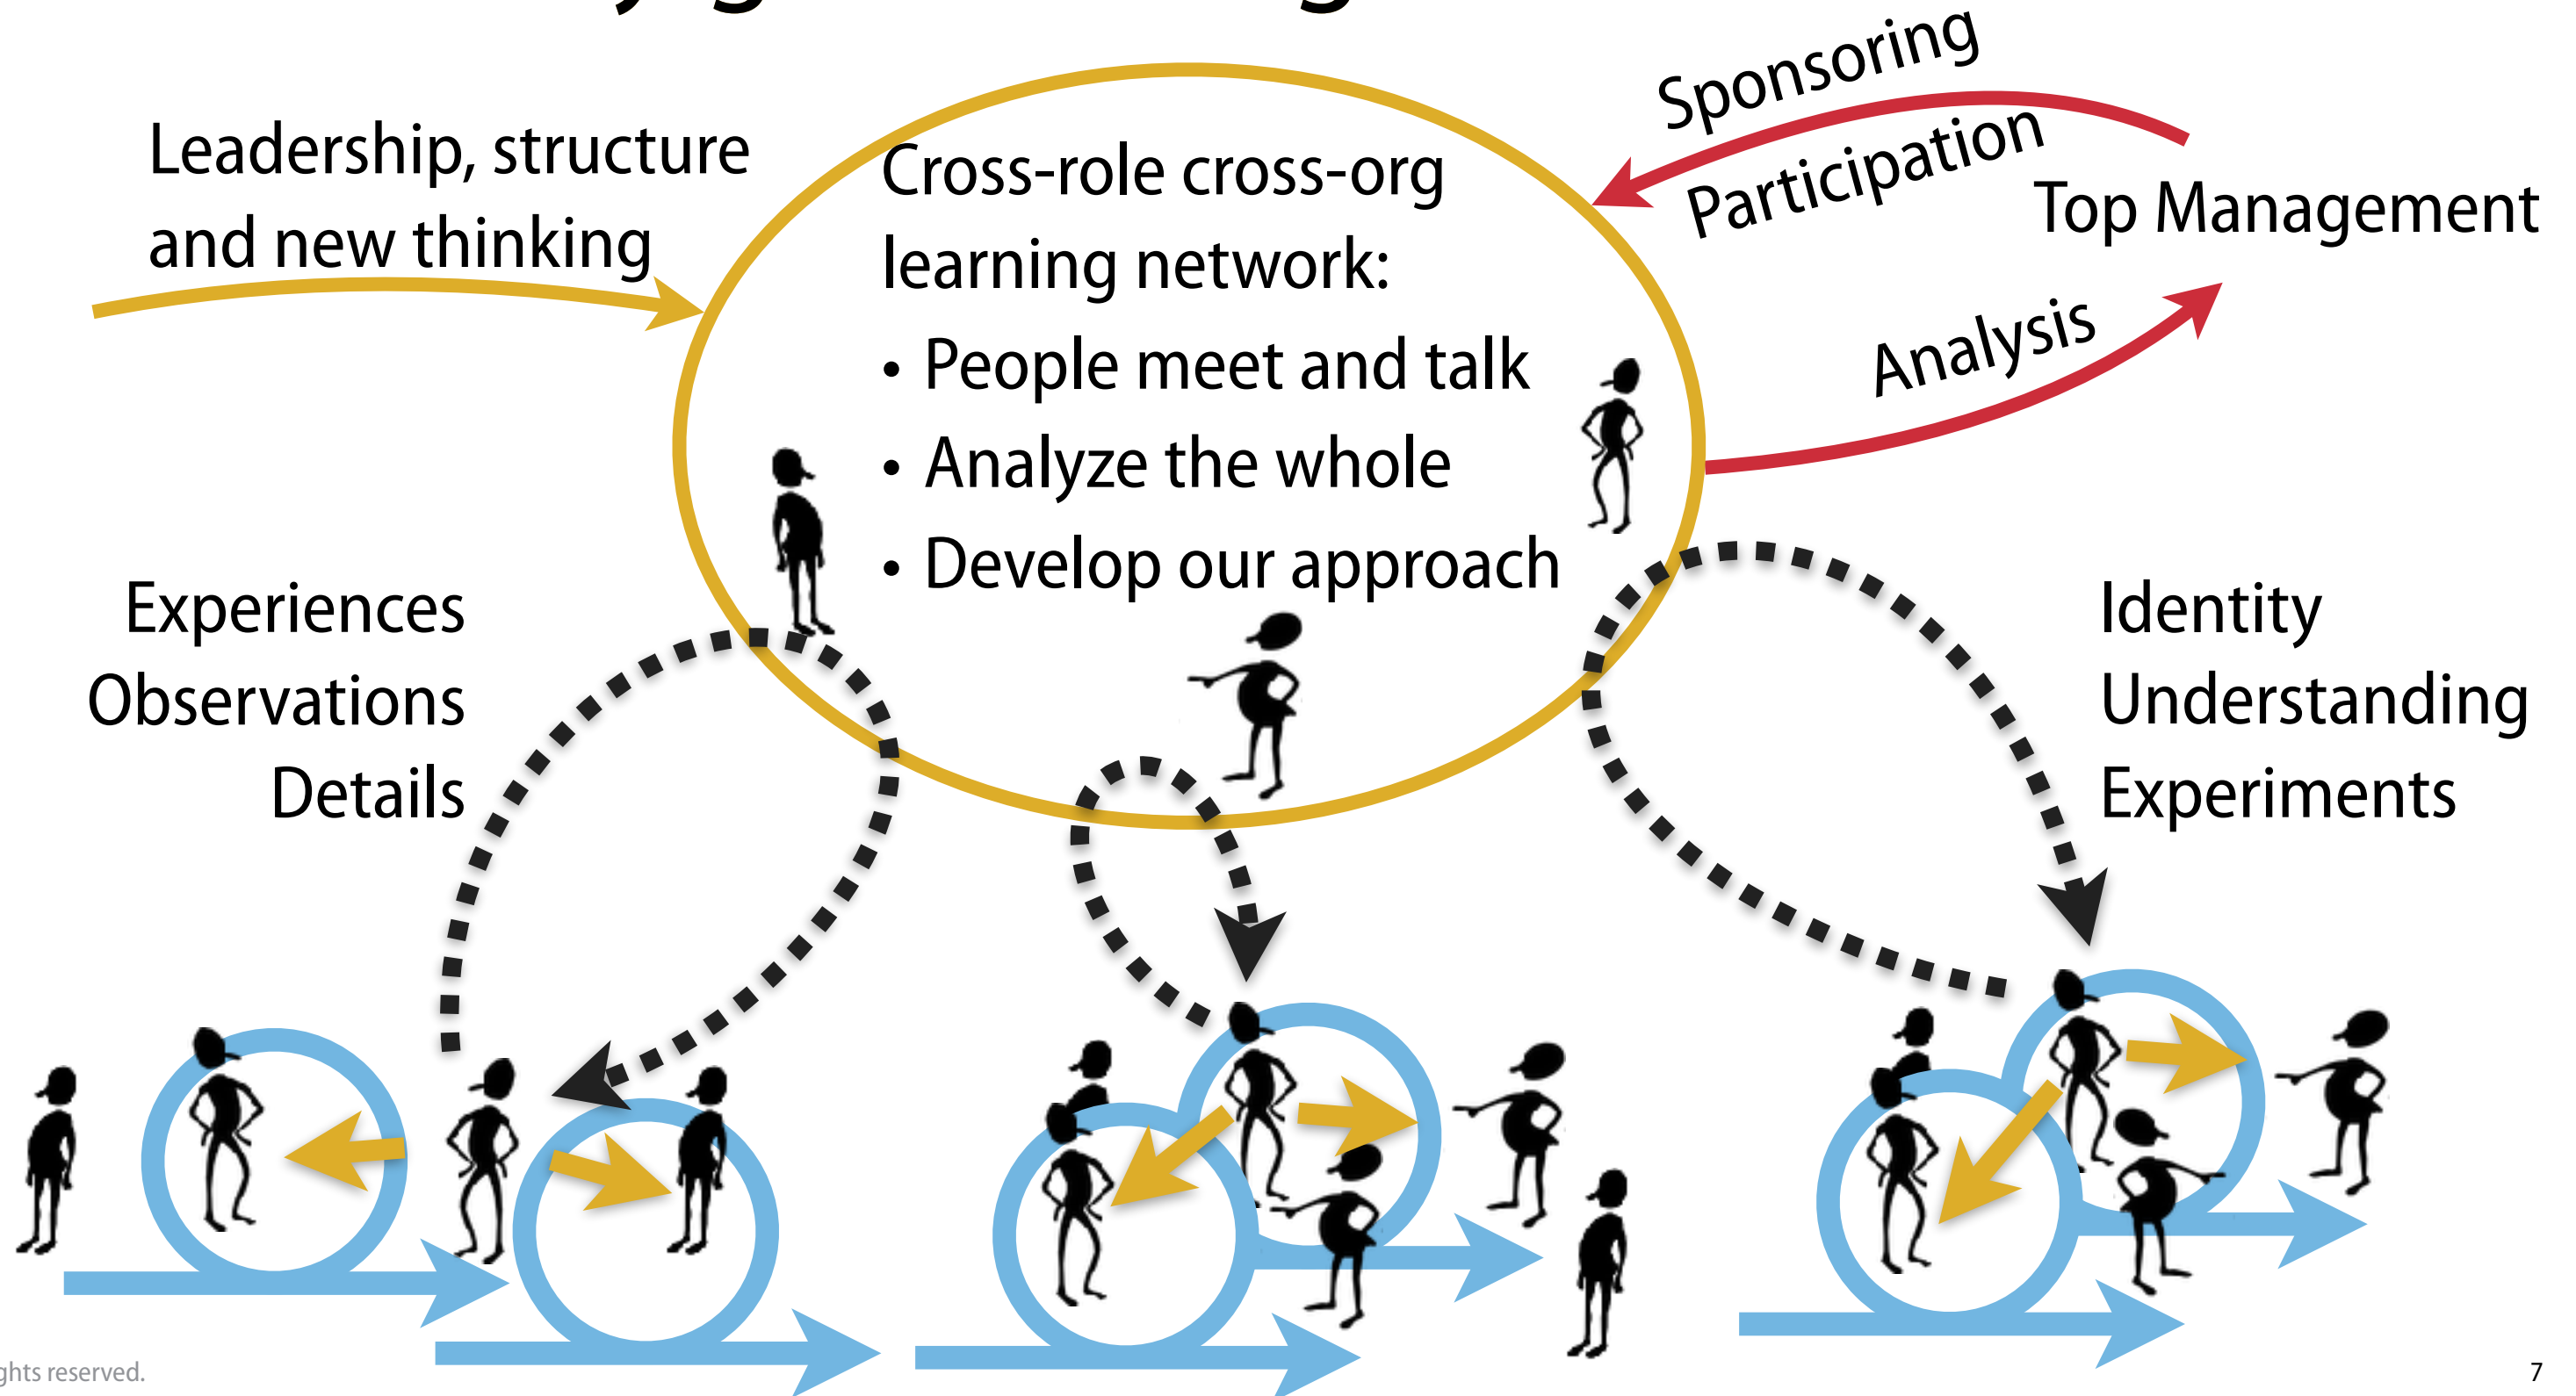 Sponsoring
Participation
Top Management
Analysis
Leadership, structure
and new thinking
Cross-role cross-org
learning network:
• People meet and talk
• Analyze the whole
• Develop our approach
Experiences
Observations
Details
Identity
Understanding
Experiments
reserved.
7